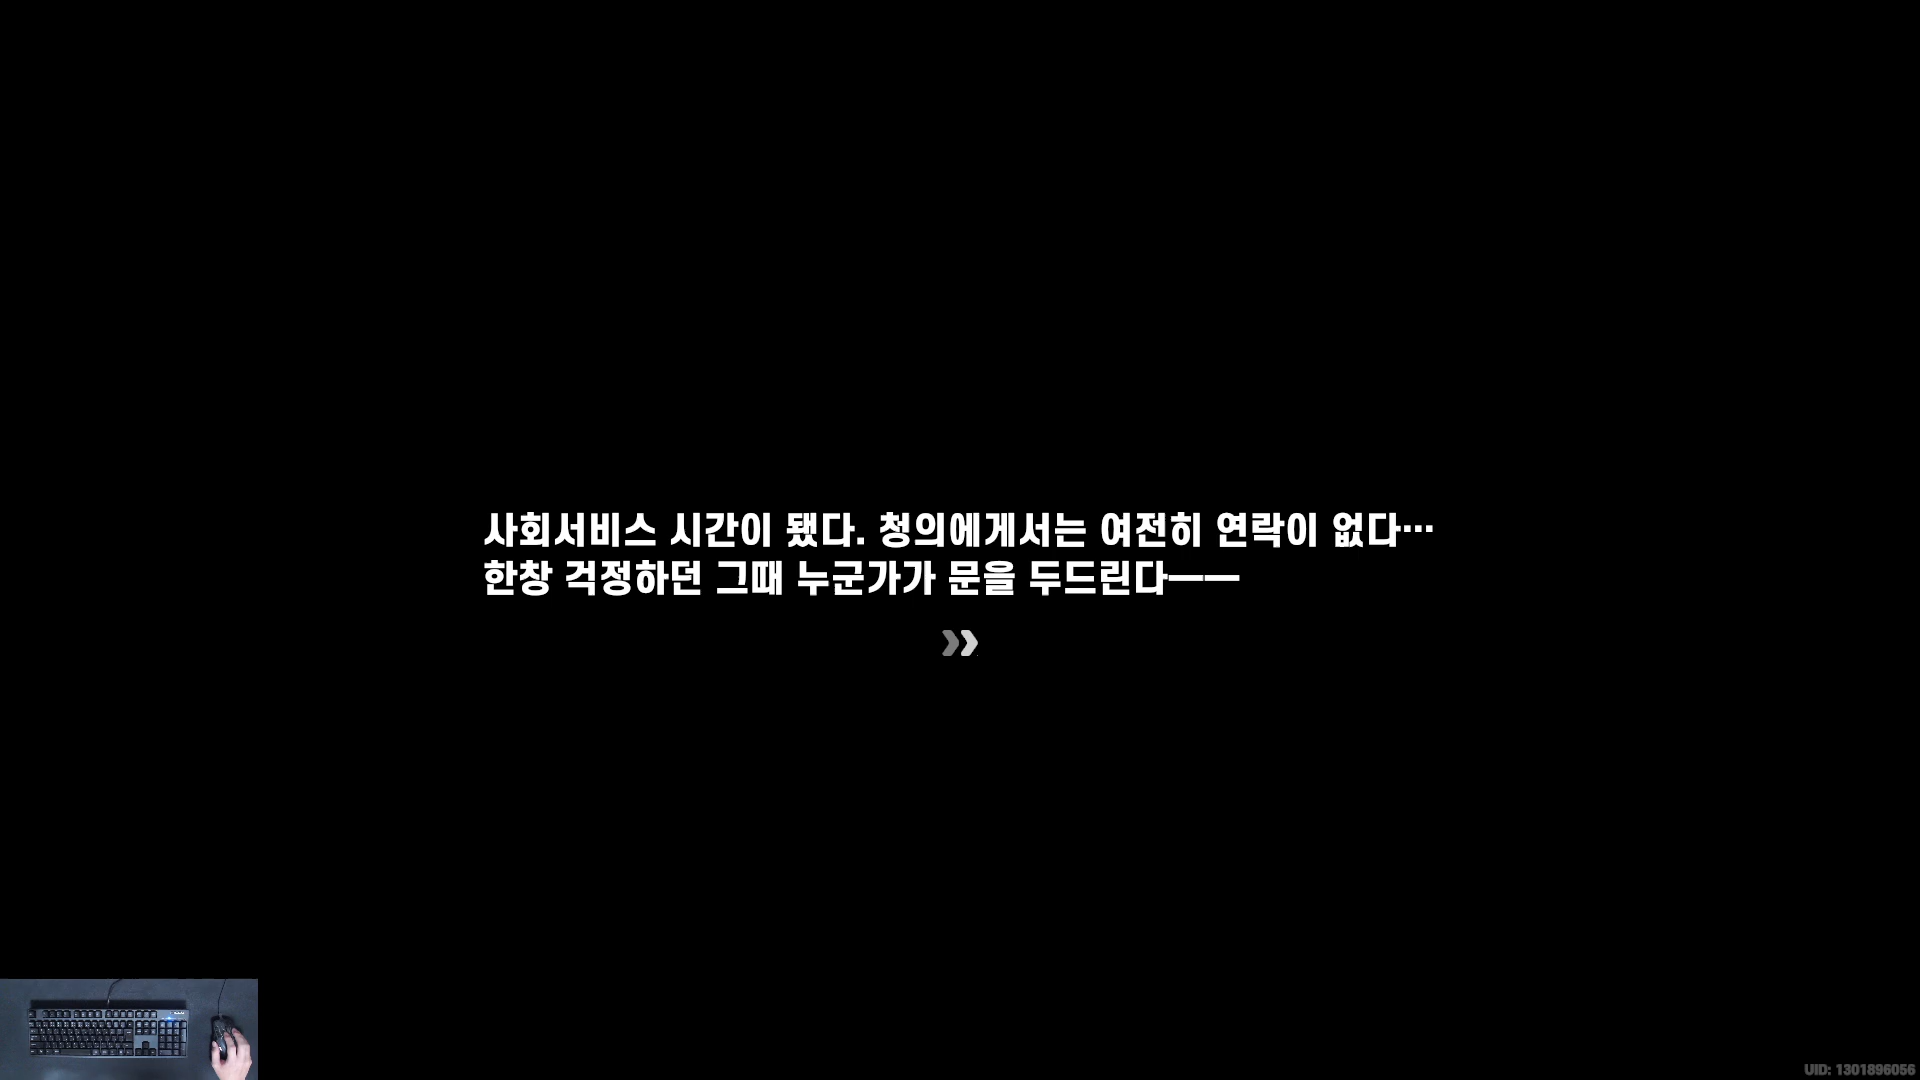 사회서비스 시간이 됐다. 청의에게서는 여전히 연락이 없다…
한창 걱정하던 그때 누군가가 문을 두드린다——
UID: 1301896056